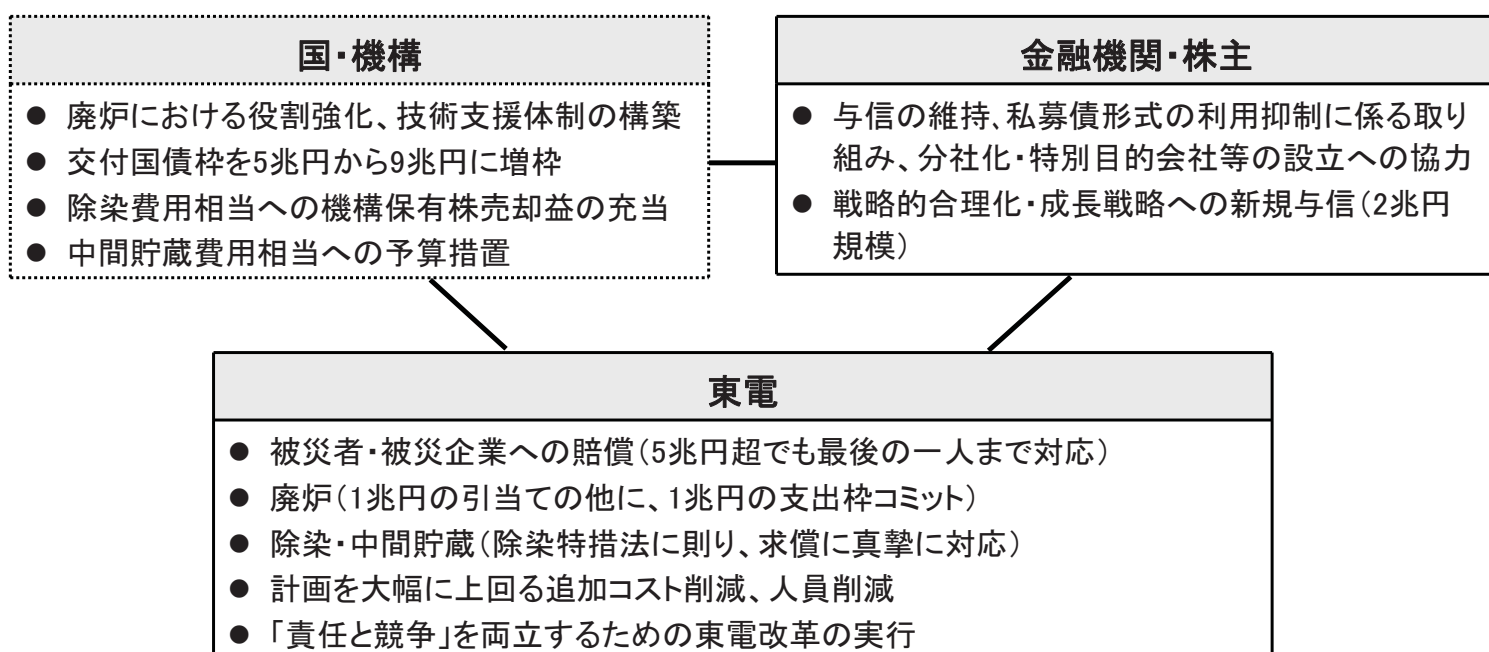 国・機構
● 廃炉における役割強化、技術支援体制の構築
● 交付国債枠を5兆円から9兆円に増枠
● 除染費用相当への機構保有株売却益の充当
● 中間貯蔵費用相当への予算措置
金融機関・株主
● 与信の維持、私募債形式の利用抑制に係る取り
組み、分社化・特別目的会社等の設立への協力
● 戦略的合理化・成長戦略への新規与信(2兆円
規模)
東電
● 被災者・被災企業への賠償(5兆円超でも最後の一人まで対応)
● 廃炉(1兆円の引当ての他に、1兆円の支出枠コミット)
● 除染・中間貯蔵(除染特措法に則り、求償に真摯に対応)
● 計画を大幅に上回る追加コスト削減、人員削減
● 「責任と競争」を両立するための東電改革の実行